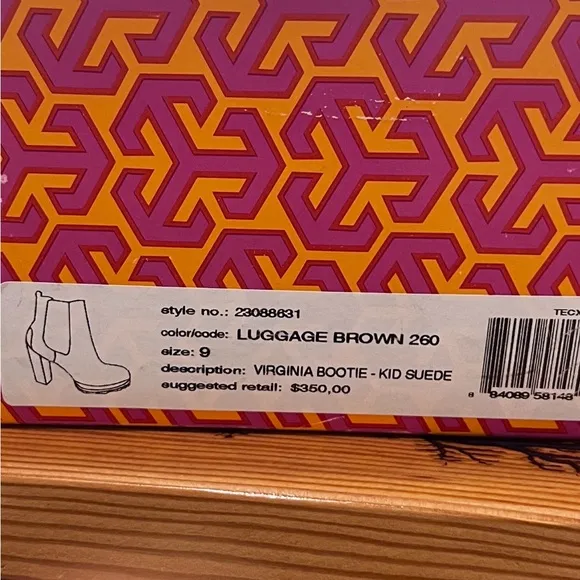 style no.: 23088631
color/code: LUGGAGE BROWN 260
size: 9
description: VIRGINIA BOOTIE - KID SUEDE
suggested retail: $350,00
TECX
8 84089 58148